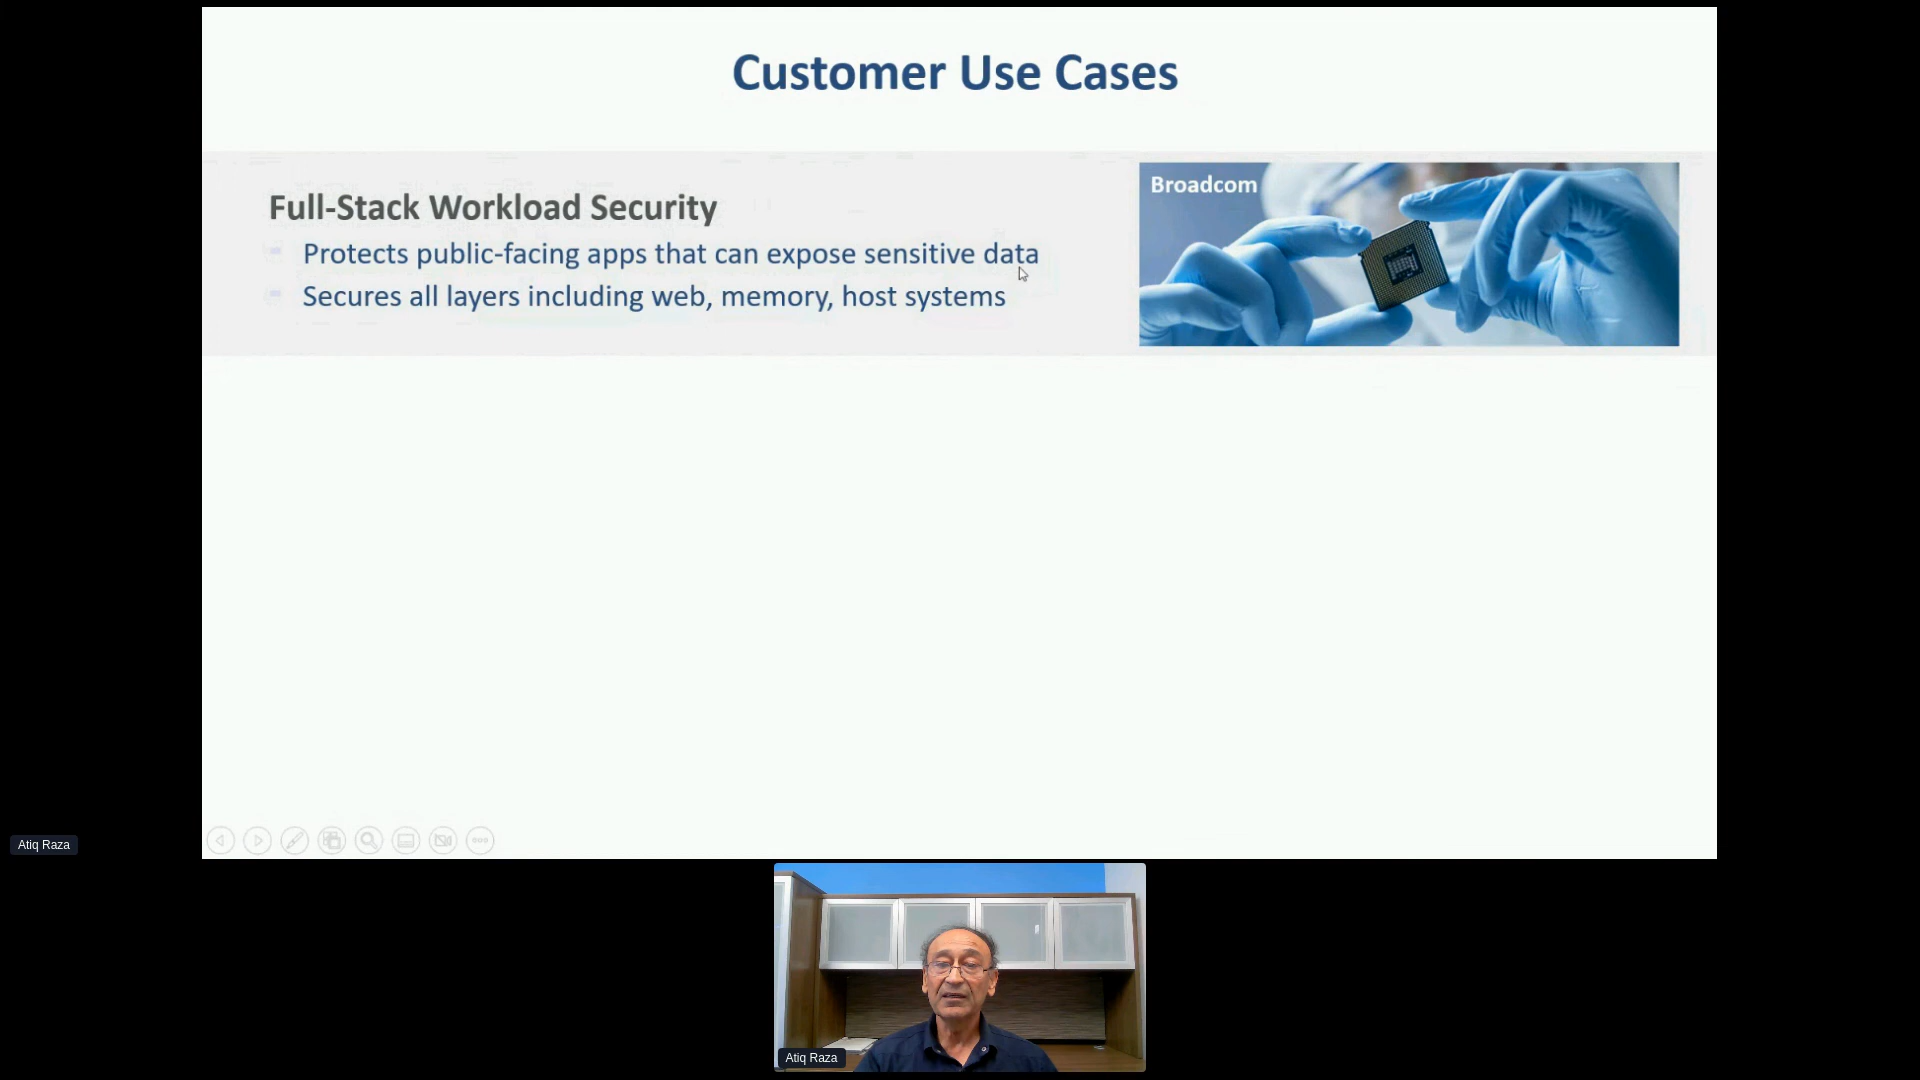 Customer Use Cases
Full-Stack Workload Security
Protects public-facing apps that can expose sensitive data
Secures all layers including web, memory, host systems
Broadcom
Atiq Raza
Atiq Raza